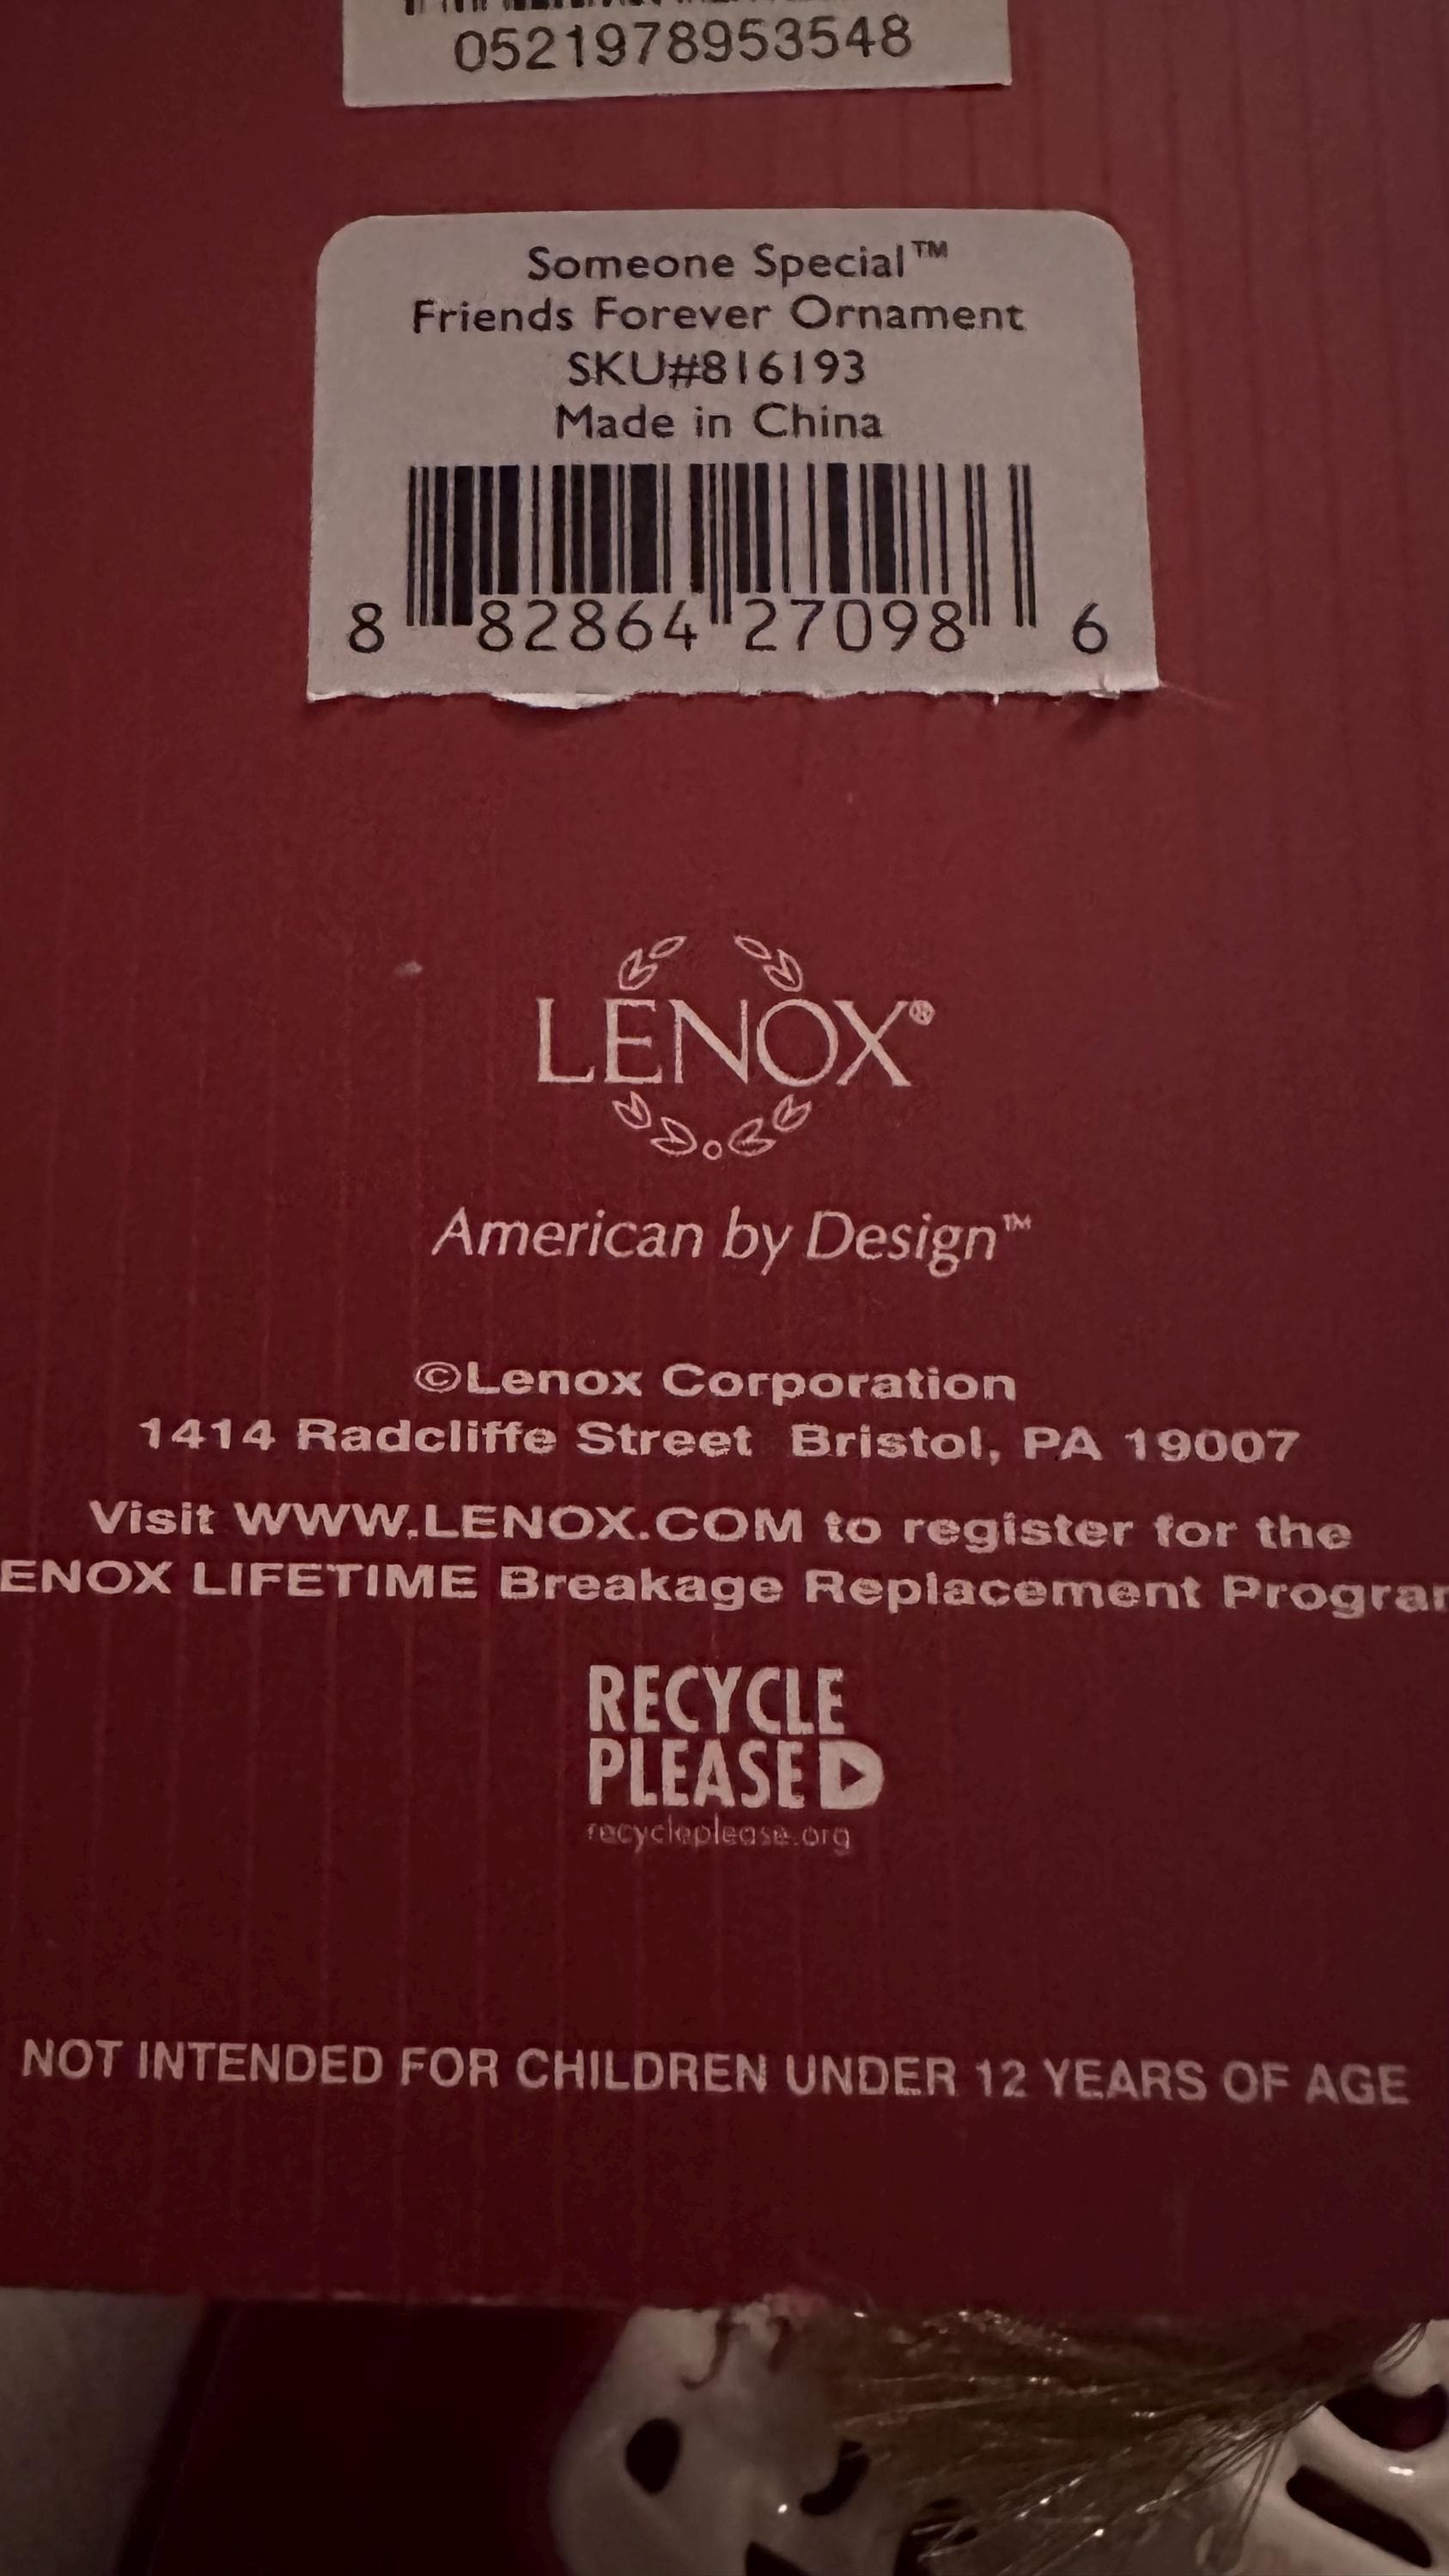 0521978953548
Someone Special™
Friends Forever Ornament
SKU#816193
Made in China
8 82864 27098 6
LENOX®
American by Design™
©Lenox Corporation
1414 Radcliffe Street Bristol, PA 19007
Visit WWW.LENOX.COM to register for the
ENOX LIFETIME Breakage Replacement Progra
RECYCLE
PLEASE
recycleplease.org
NOT INTENDED FOR CHILDREN UNDER 12 YEARS OF AGE